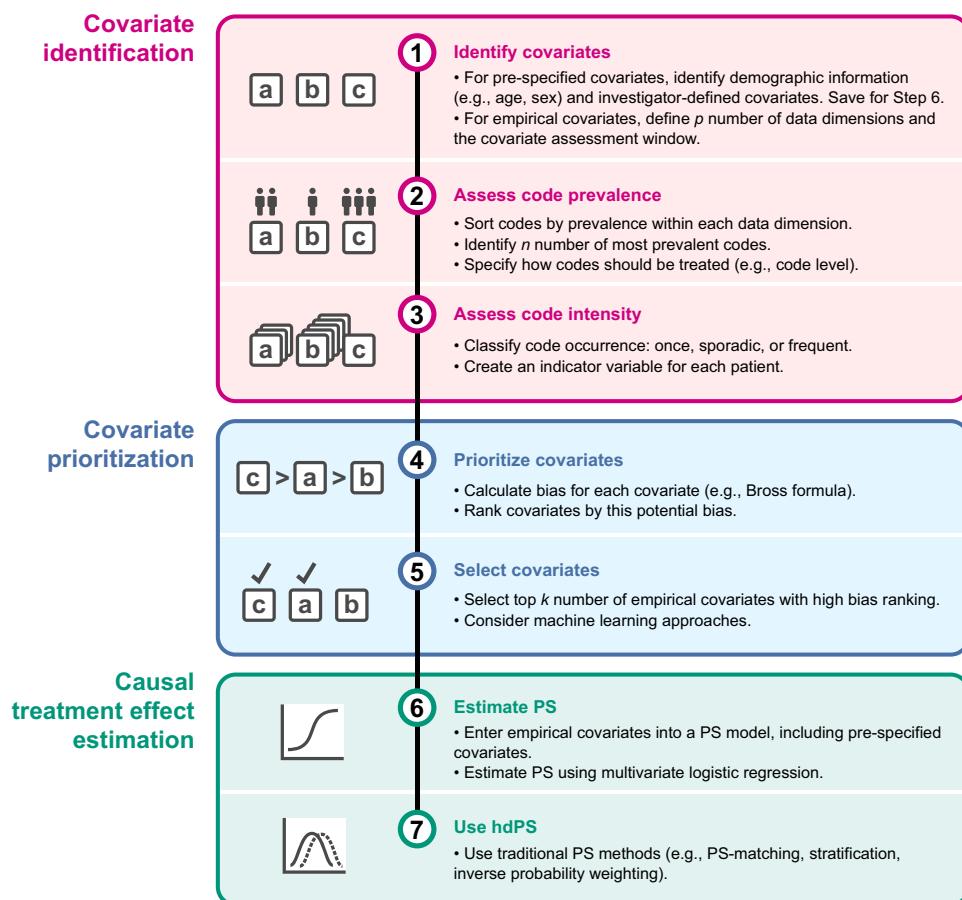 Covariate
identification
1
Identify covariates
a b c
• For pre-specified covariates, identify demographic information
(e.g., age, sex) and investigator-defined covariates. Save for Step 6.
• For empirical covariates, define p number of data dimensions and
the covariate assessment window.
2
Assess code prevalence
a b c
• Sort codes by prevalence within each data dimension.
• Identify n number of most prevalent codes.
• Specify how codes should be treated (e.g., code level).
3
Assess code intensity
a b c
• Classify code occurrence: once, sporadic, or frequent.
• Create an indicator variable for each patient.
Covariate
prioritization
4
Prioritize covariates
c > a > b
• Calculate bias for each covariate (e.g., Bross formula).
• Rank covariates by this potential bias.
5
Select covariates
c a b
• Select top k number of empirical covariates with high bias ranking.
• Consider machine learning approaches.
Causal
treatment effect
estimation
6
Estimate PS
• Enter empirical covariates into a PS model, including pre-specified
covariates.
• Estimate PS using multivariate logistic regression.
7
Use hdPS
• Use traditional PS methods (e.g., PS-matching, stratification,
inverse probability weighting).